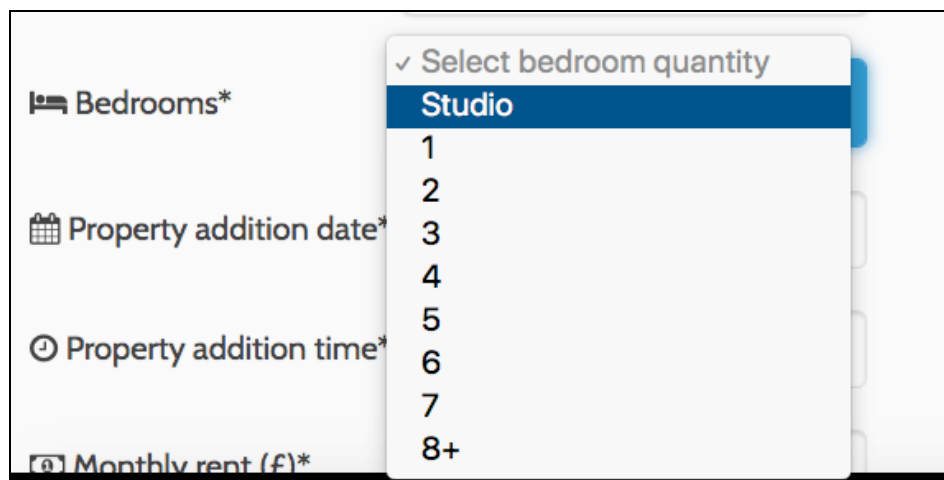 Select bedroom quantity
Bedrooms*
Studio
1
2
Property addition date*
3
4
5
Property addition time*
6
7
8+
Monthly rent (£)*